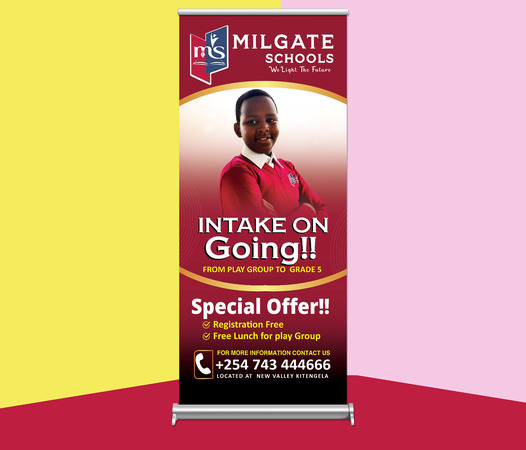 ms
MILGATE
SCHOOLS
We Light The Future
INTAKE ON
Going!!
FROM PLAY GROUP TO GRADE 5
Special Offer!!
Registration Free
Free Lunch for play Group
FOR MORE INFORMATION CONTACT US
+254 743 444666
LOCATED AT NEW VALLEY KITENGELA